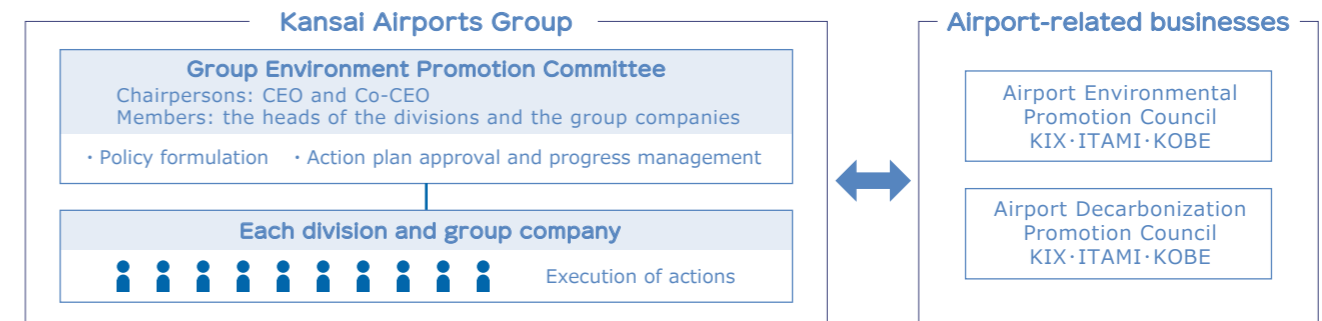 Kansai Airports Group
Group Environment Promotion Committee
Chairpersons: CEO and Co-CEO
Members: the heads of the divisions and the group companies
・Policy formulation ・Action plan approval and progress management
Each division and group company
Execution of actions
Airport-related businesses
Airport Environmental
Promotion Council
KIX･ITAMI･KOBE
Airport Decarbonization
Promotion Council
KIX･ITAMI･KOBE